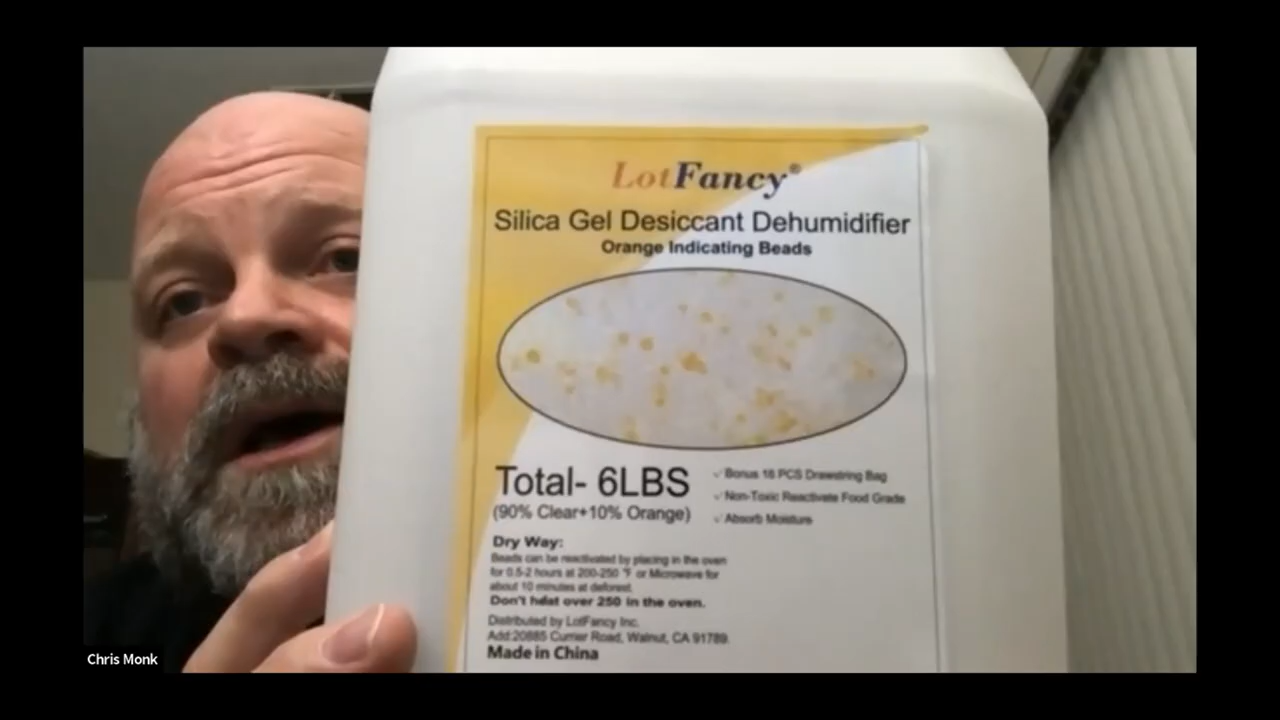 LotFancy®
Silica Gel Desiccant Dehumidifier
Orange Indicating Beads
Total- 6LBS
(90% Clear+10% Orange)
✓Bonus 18 PCS Drawstring Bag
✓Non-Toxic Reactivate Food Grade
✓Absorb Moisture
Dry Way:
Beads can be reactivated by placing in the oven
for 0.5-2 hours at 200-250 °F or Microwave for
about 10 minutes at deforest.
Don't heat over 250 in the oven.
Distributed by LotFancy Inc.
Add:20885 Currier Road, Walnut, CA 91789.
Made in China
Chris Monk